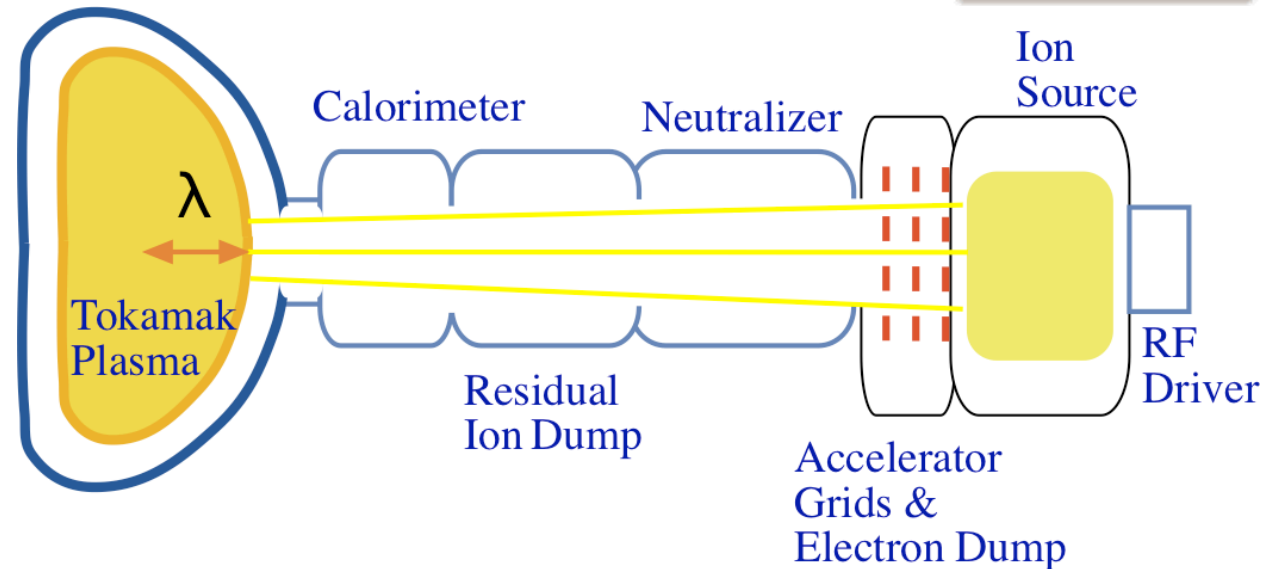 Ion
Source
Calorimeter
Neutralizer
λ
Tokamak
Plasma
RF
Driver
Residual
Ion Dump
Accelerator
Grids &
Electron Dump